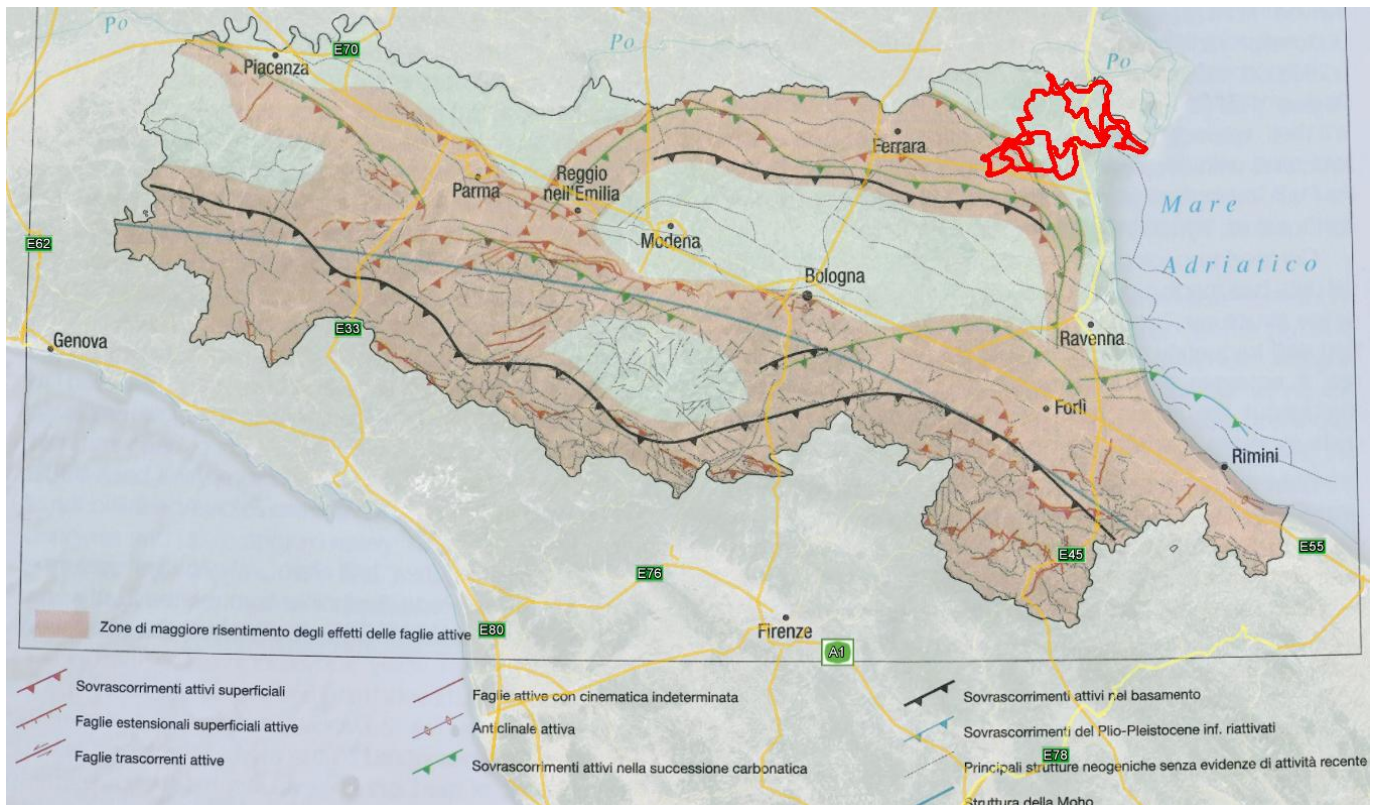 Po
Po
Po
E70
Piacenza
Ferrara
Parma
Reggio
nell'Emilia
Mare
Adriatico
E62
Modena
Bologna
Genova
E33
Ravenna
Forlì
Rimini
E55
E45
E76
Zone di maggiore risentimento degli effetti delle faglie attive
E80
Firenze
A1
Sovrascorrimenti attivi superficiali
Faglie attive con cinematica indeterminata
Sovrascorrimenti attivi nel basamento
Faglie estensionali superficiali attive
Anticlinale attiva
Sovrascorrimenti del Plio-Pleistocene inf. riattivati
Faglie trascorrenti attive
Sovrascorrimenti attivi nella successione carbonatica
E78
Principali strutture neogeniche senza evidenze di attività recente
Struttura della Moho